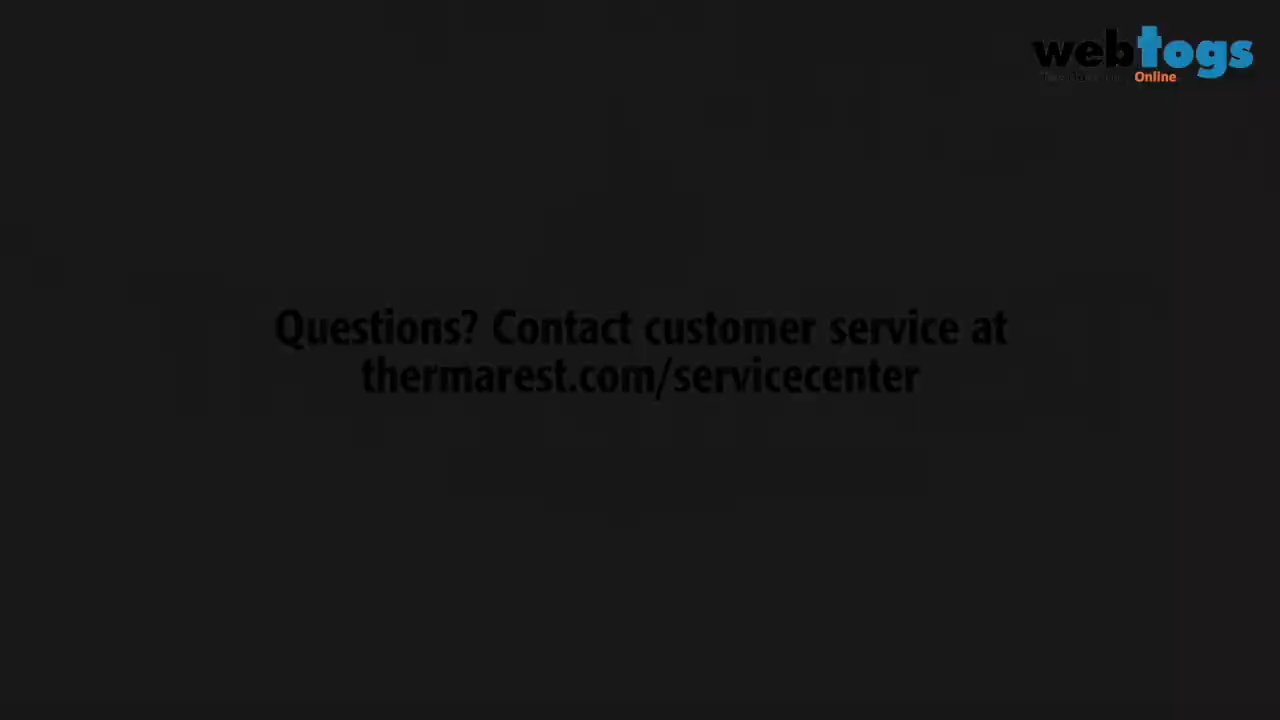 webtogs
Online
Questions? Contact customer service at
thermarest.com/servicecenter